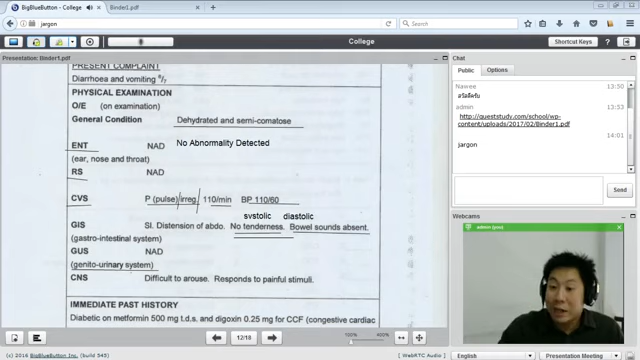 BigBlueButton - College
Binder1.pdf
jargon
Search
College
Shortcut Keys
?
Presentation: Binder1.pdf
PRESENT COMPLAINT
Diarrhoea and vomiting 6/7
PHYSICAL EXAMINATION
O/E (on examination)
General Condition Dehydrated and semi-comatose
ENT NAD No Abnormality Detected
(ear, nose and throat)
RS NAD
CVS P (pulse) irreg. 110/min BP 110/60
systolic diastolic
GIS Sl. Distension of abdo. No tenderness. Bowel sounds absent.
(gastro-intestinal system)
GUS NAD
(genito-urinary system)
CNS Difficult to arouse. Responds to painful stimuli.
IMMEDIATE PAST HISTORY
Diabetic on metformin 500 mg t.d.s. and digoxin 0.25 mg for CCF (congestive cardiac
12/18
100% 400%
Chat
Public Options
Nawee 13:50
สวัสดีครับ
admin 13:53
http://queststudy.com/school/wp-
content/uploads/2017/02/Binder1.pdf
14:01
jargon
Send
Webcams
admin (you)
(c) 2016 BigBlueButton Inc. (build 545)
[ WebRTC Audio ]
English
Presentation Meeting